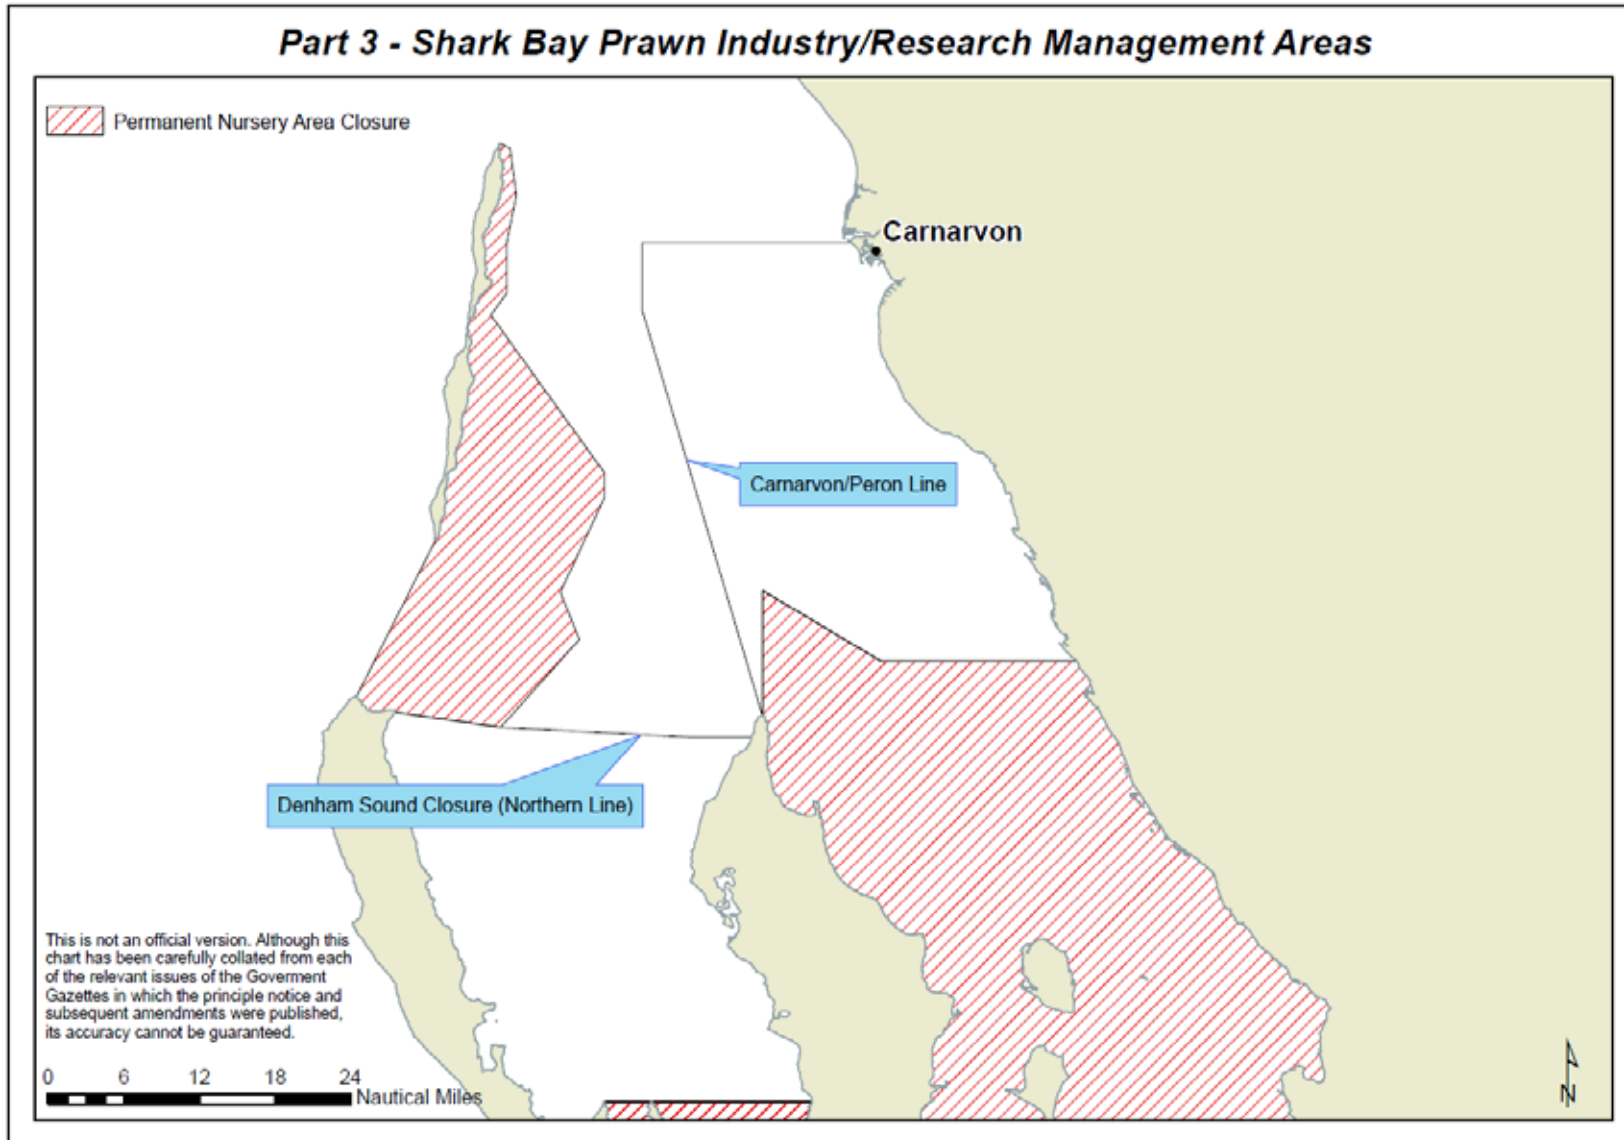 Part 3 - Shark Bay Prawn Industry/Research Management Areas
Permanent Nursery Area Closure
Carnarvon
Carnarvon/Peron Line
Denham Sound Closure (Northern Line)
This is not an official version. Although this
chart has been carefully collated from each
of the relevant issues of the Goverment
Gazettes in which the principle notice and
subsequent amendments were published,
its accuracy cannot be guaranteed.
0 6 12 18 24
Nautical Miles
N